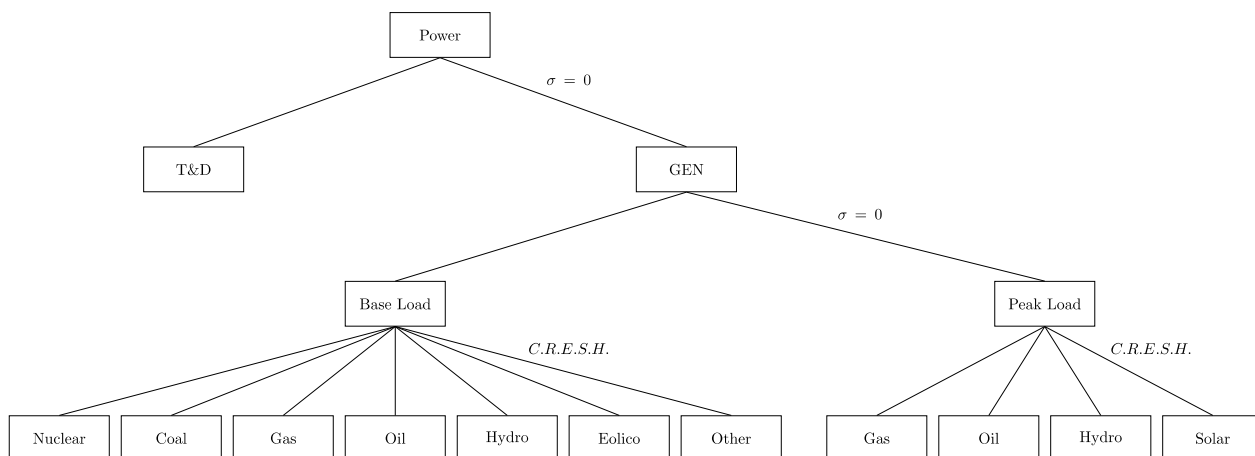 Power
σ = 0
T&D
GEN
σ = 0
Base Load
Peak Load
C.R.E.S.H.
C.R.E.S.H.
Nuclear
Coal
Gas
Oil
Hydro
Eolico
Other
Gas
Oil
Hydro
Solar